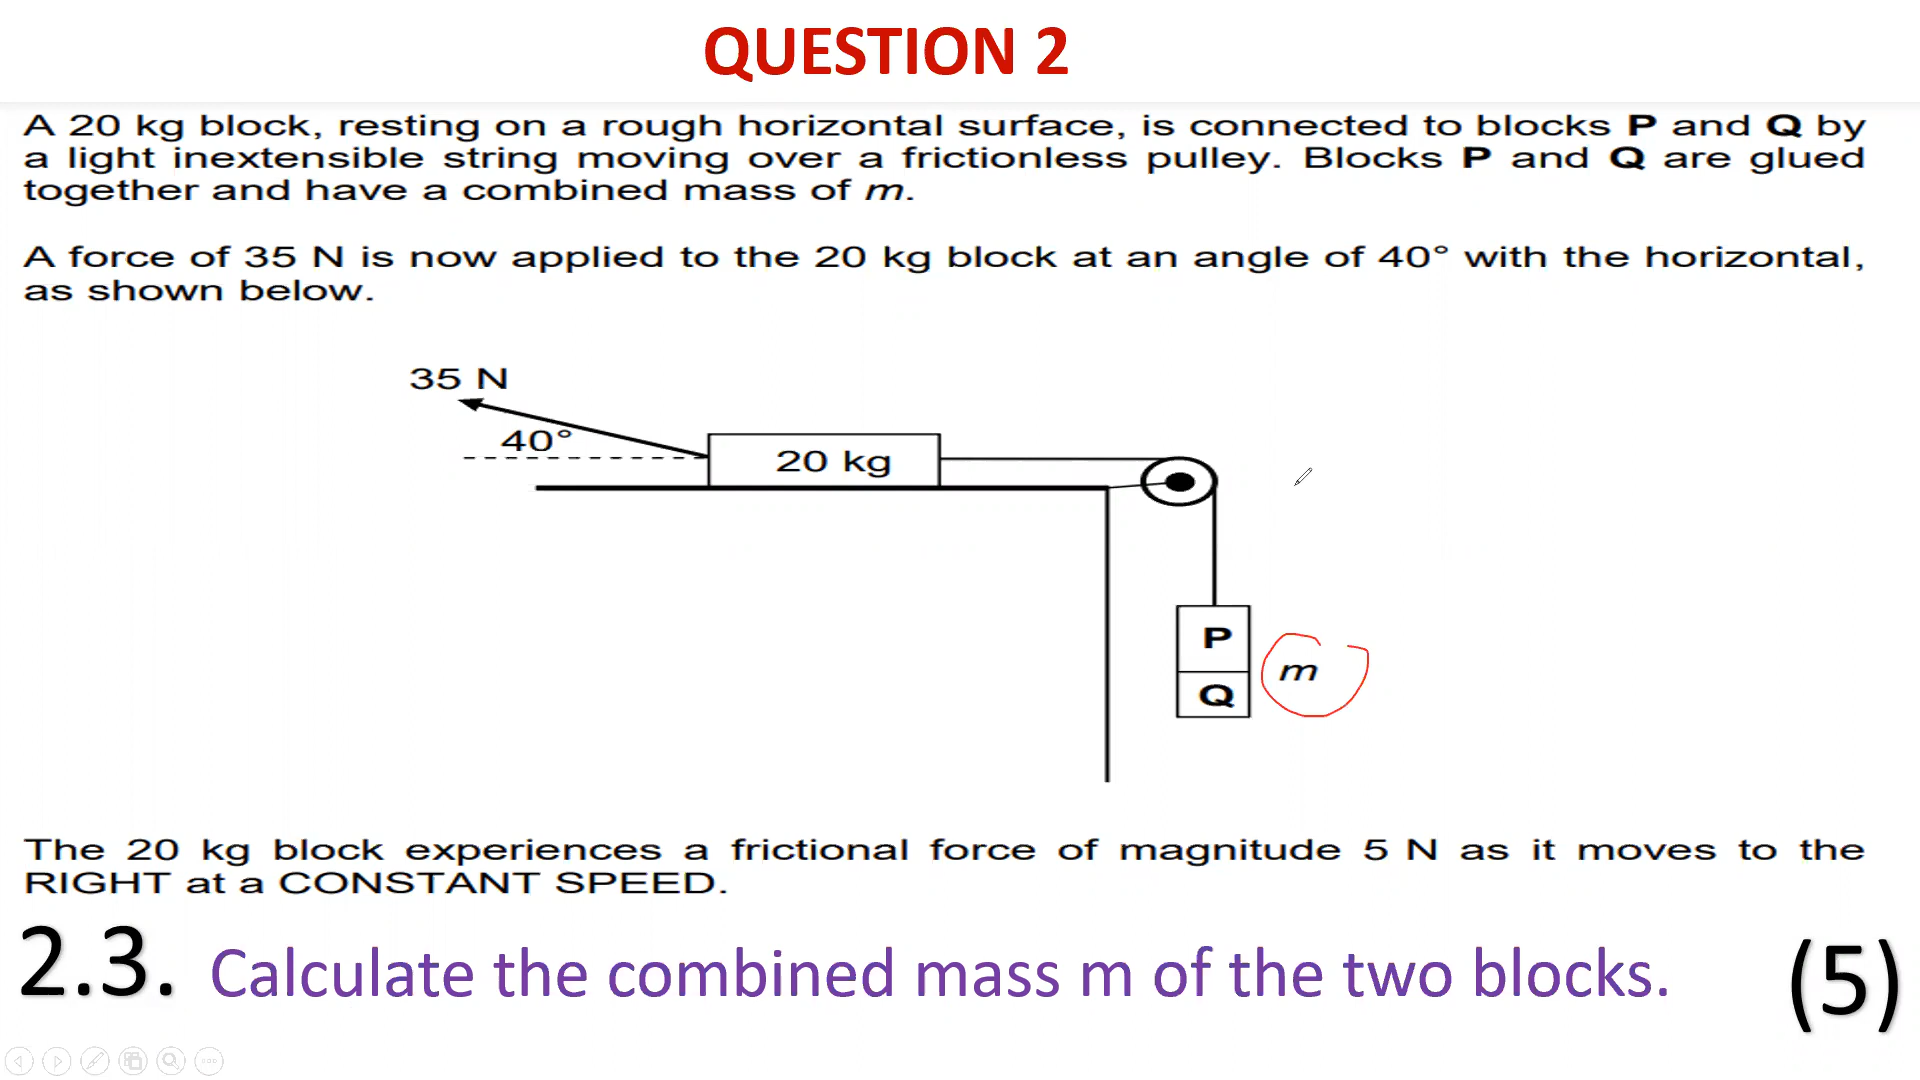 QUESTION 2
A 20 kg block, resting on a rough horizontal surface, is connected to blocks P and Q by
a light inextensible string moving over a frictionless pulley. Blocks P and Q are glued
together and have a combined mass of m.
A force of 35 N is now applied to the 20 kg block at an angle of 40° with the horizontal,
as shown below.
35 N
40°
20 kg
P
m
Q
The 20 kg block experiences a frictional force of magnitude 5 N as it moves to the
RIGHT at a CONSTANT SPEED.
2.3. Calculate the combined mass m of the two blocks. (5)